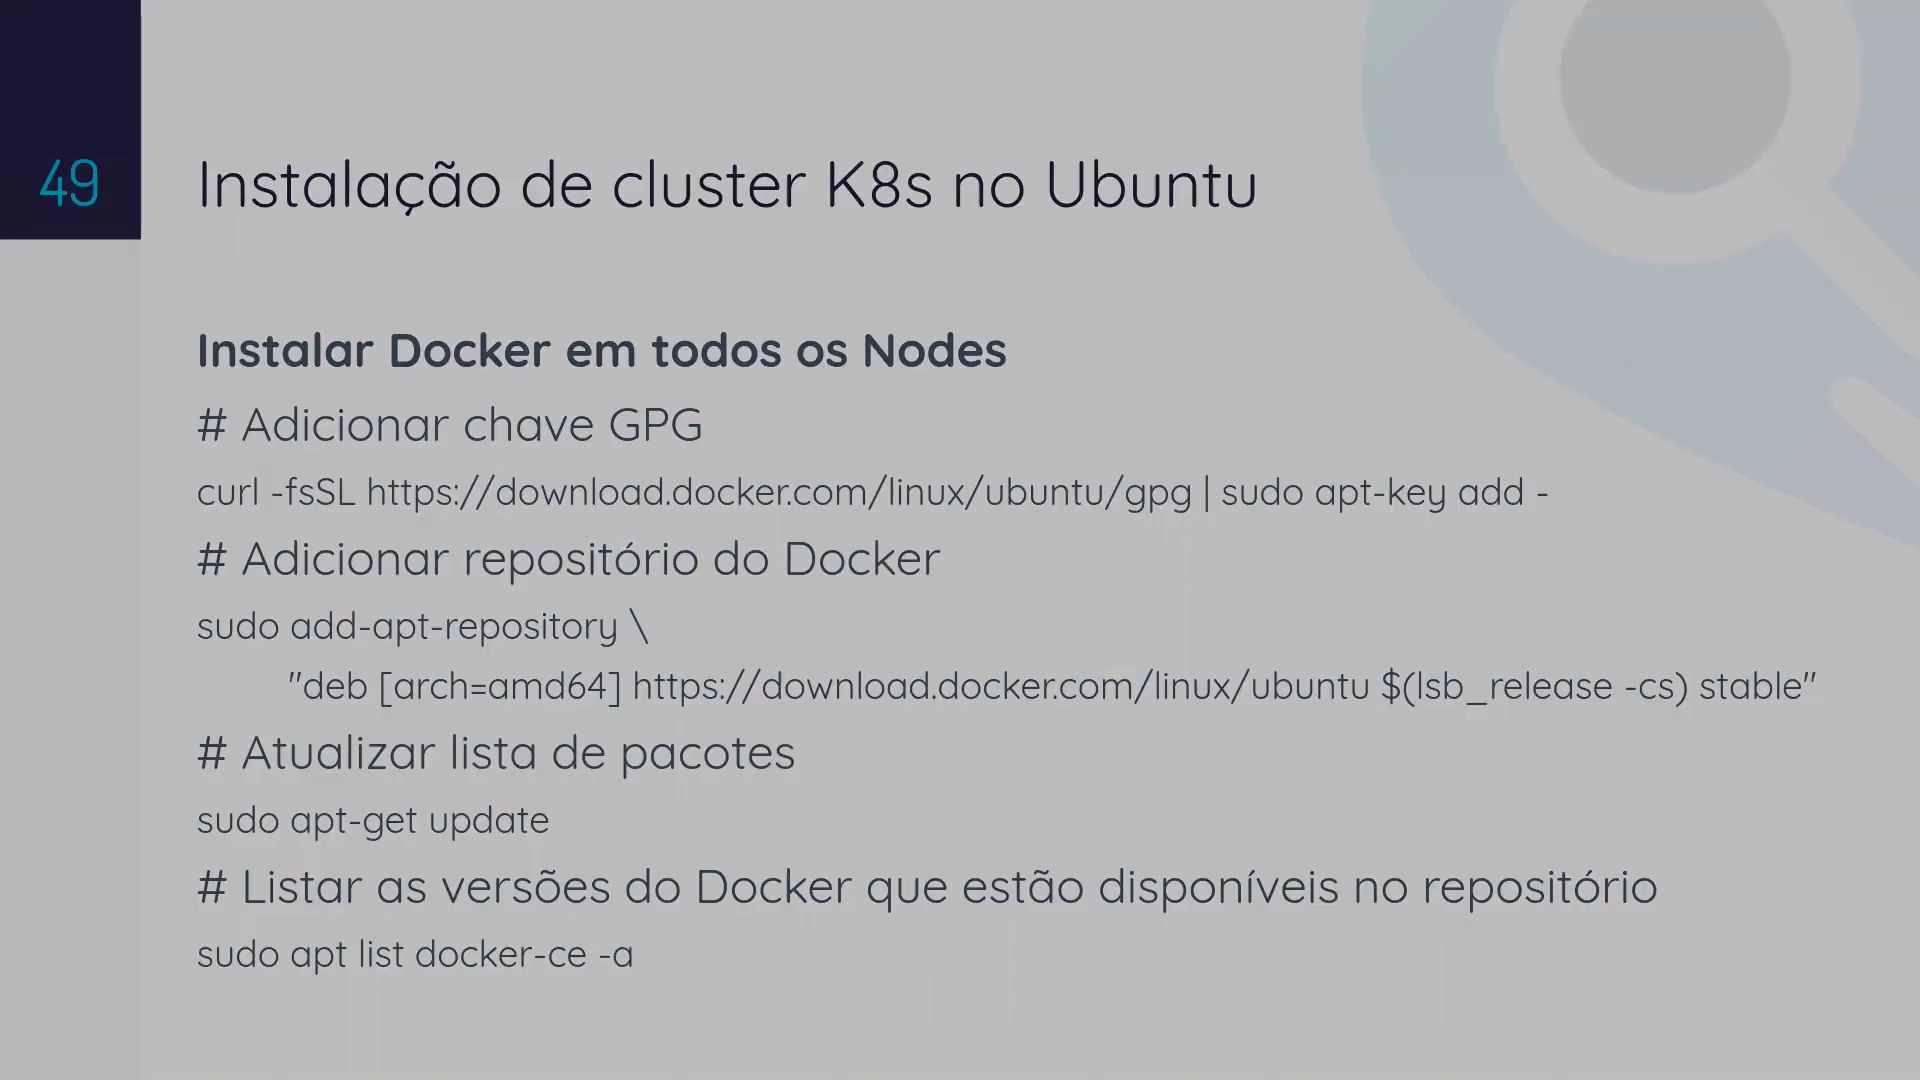 49
Instalação de cluster K8s no Ubuntu
Instalar Docker em todos os Nodes
# Adicionar chave GPG
curl -fsSL https://download.docker.com/linux/ubuntu/gpg | sudo apt-key add -
# Adicionar repositório do Docker
sudo add-apt-repository \
"deb [arch=amd64] https://download.docker.com/linux/ubuntu $(lsb_release -cs) stable"
# Atualizar lista de pacotes
sudo apt-get update
# Listar as versões do Docker que estão disponíveis no repositório
sudo apt list docker-ce -a